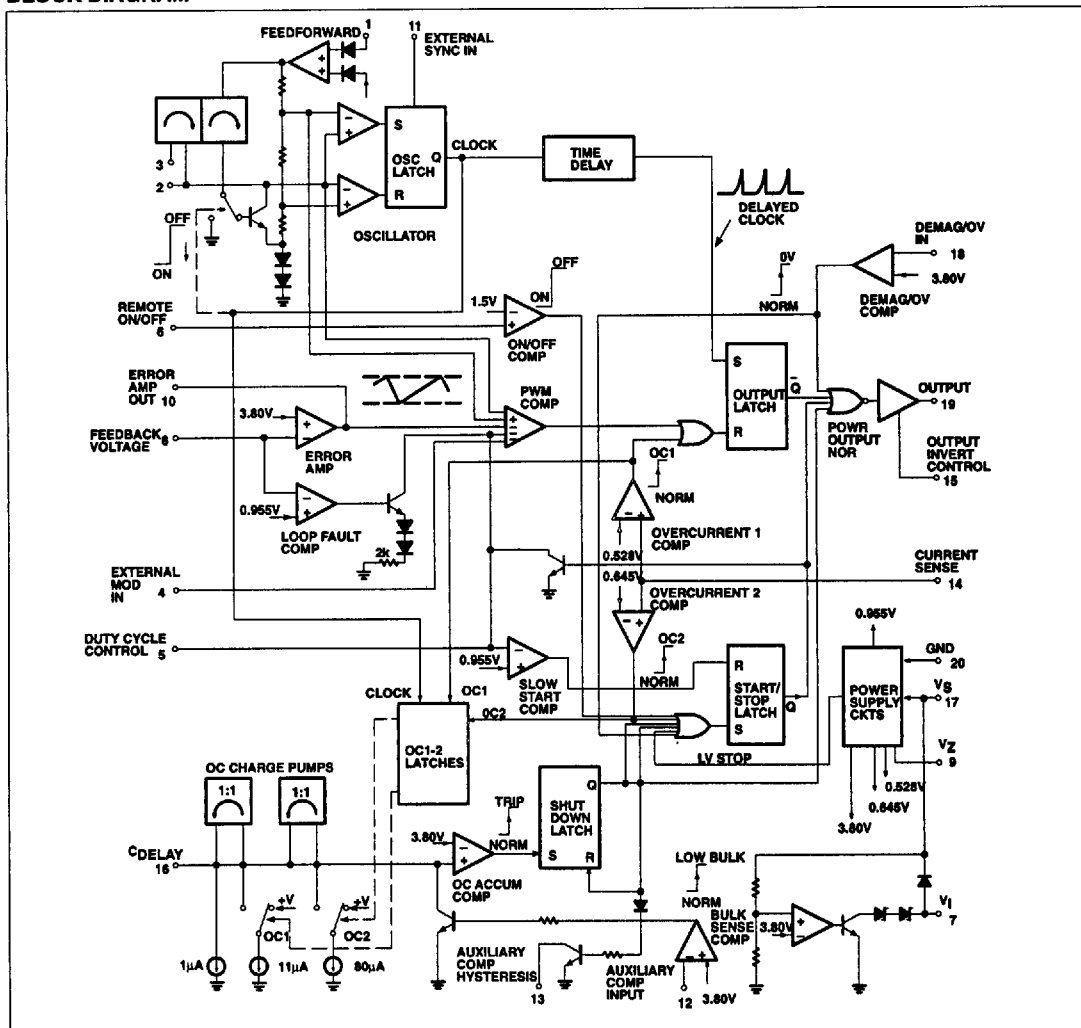 BLOCK DIAGRAM
FEEDFORWARD
1
11
EXTERNAL
SYNC IN
S
OSC
LATCH
Q
R
CLOCK
TIME
DELAY
3
2
OSCILLATOR
DELAYED
CLOCK
OFF
ON
DEMAG/OV
IN
18
3.80V
DEMAG/OV
COMP
0V
NORM
REMOTE
ON/OFF
6
1.5V
ON
OFF
ON/OFF
COMP
ERROR
AMP
OUT 10
3.80V
FEEDBACK
VOLTAGE 8
ERROR
AMP
PWM
COMP
S
Q
OUTPUT
LATCH
R
POWR
OUTPUT
NOR
OUTPUT
19
OUTPUT
INVERT
CONTROL
15
OC1
NORM
0.955V
LOOP FAULT
COMP
2k
OVERCURRENT 1
COMP
0.528V
0.645V
OVERCURRENT 2
COMP
CURRENT
SENSE
14
EXTERNAL
MOD
IN 4
DUTY CYCLE
CONTROL 5
0.955V
SLOW
START
COMP
OC2
NORM
R
START/
STOP
LATCH
Q
S
LV STOP
0.955V
POWER
SUPPLY
CKTS
GND
20
VS
17
VZ
9
0.528V
0.645V
3.80V
CLOCK
OC1
0C2
OC1-2
LATCHES
OC CHARGE PUMPS
1:1
1:1
CDELAY
16
3.80V
TRIP
NORM
OC ACCUM
COMP
Q
SHUT
DOWN
LATCH
S
R
LOW BULK
NORM
BULK
SENSE
COMP
3.80V
VI
7
+V
OC1
+V
OC2
1μA
11μA
80μA
AUXILIARY
COMP
HYSTERESIS
13
AUXILIARY
COMP
INPUT
12
3.80V